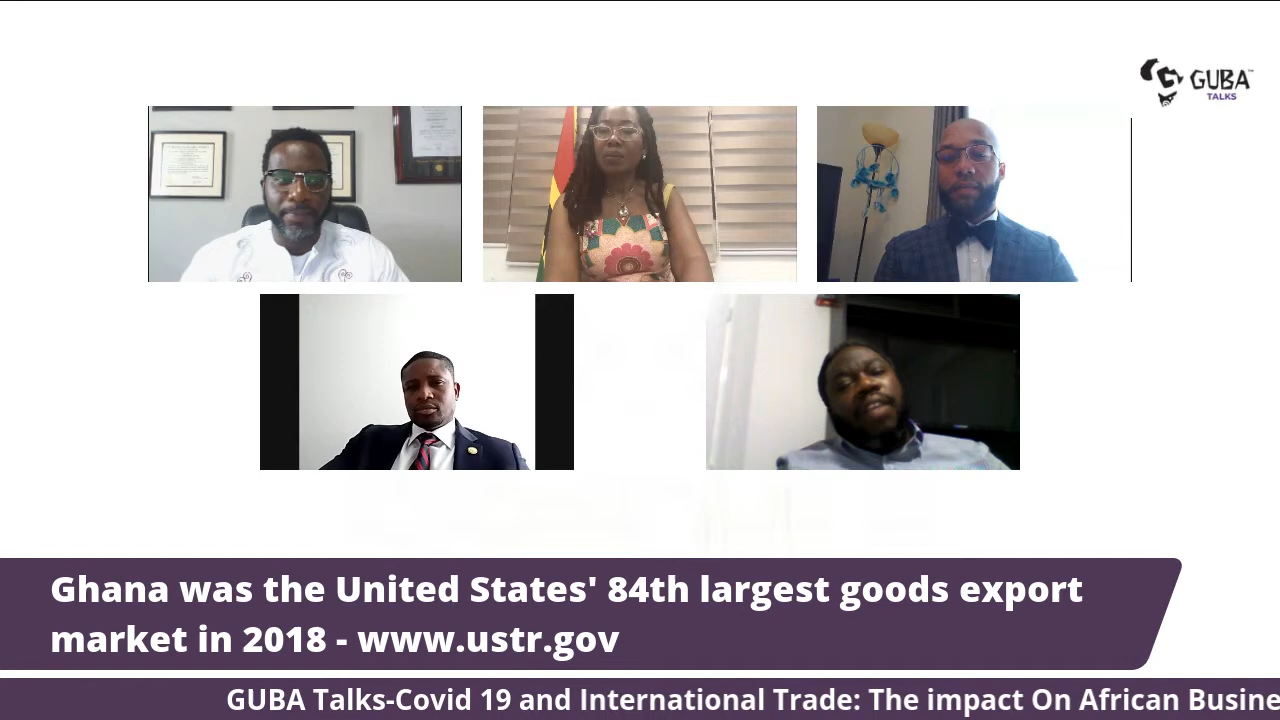 GUBA
TALKS
Ghana was the United States' 84th largest goods export
market in 2018 - www.ustr.gov
GUBA Talks-Covid 19 and International Trade: The impact On African Busine